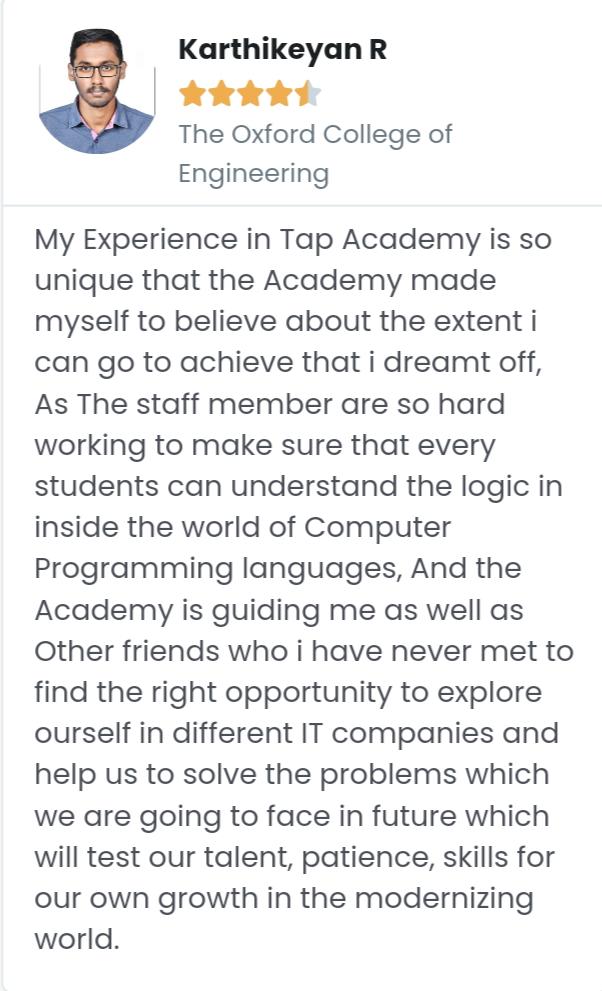 Karthikeyan R
The Oxford College of
Engineering
My Experience in Tap Academy is so
unique that the Academy made
myself to believe about the extent i
can go to achieve that i dreamt off,
As The staff member are so hard
working to make sure that every
students can understand the logic in
inside the world of Computer
Programming languages, And the
Academy is guiding me as well as
Other friends who i have never met to
find the right opportunity to explore
ourself in different IT companies and
help us to solve the problems which
we are going to face in future which
will test our talent, patience, skills for
our own growth in the modernizing
world.